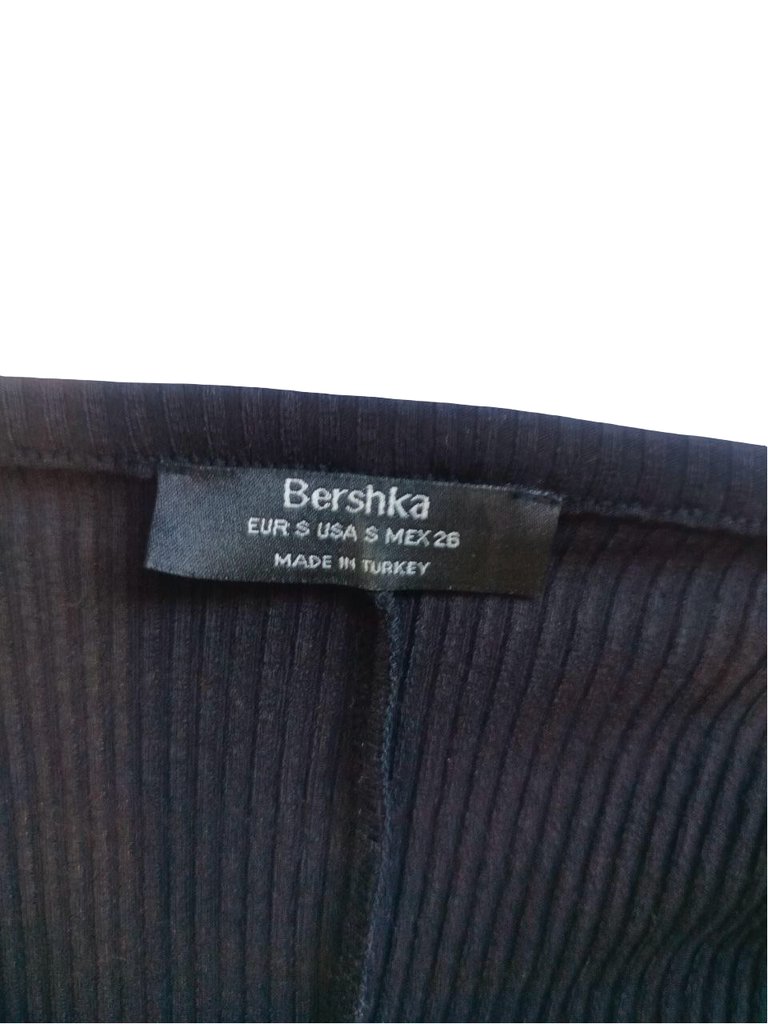 Bershka
EUR S USA S MEX 26
MADE IN TURKEY